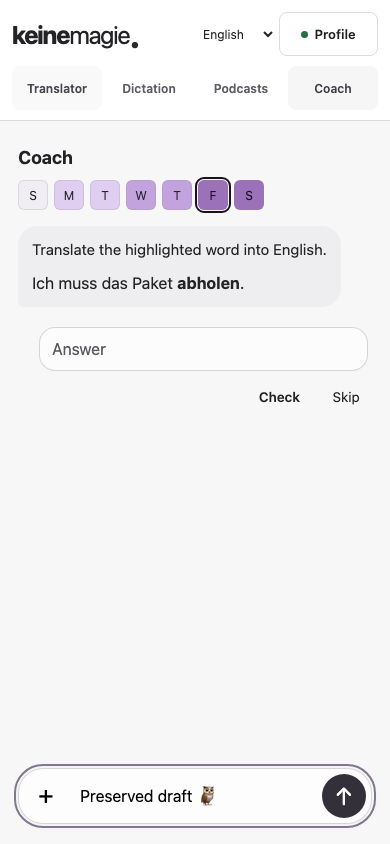 keinemagie.
English
Profile
Translator
Dictation
Podcasts
Coach
Coach
S
M
T
W
T
F
S
Translate the highlighted word into English.
Ich muss das Paket abholen.
Answer
Check
Skip
+
Preserved draft 🦉